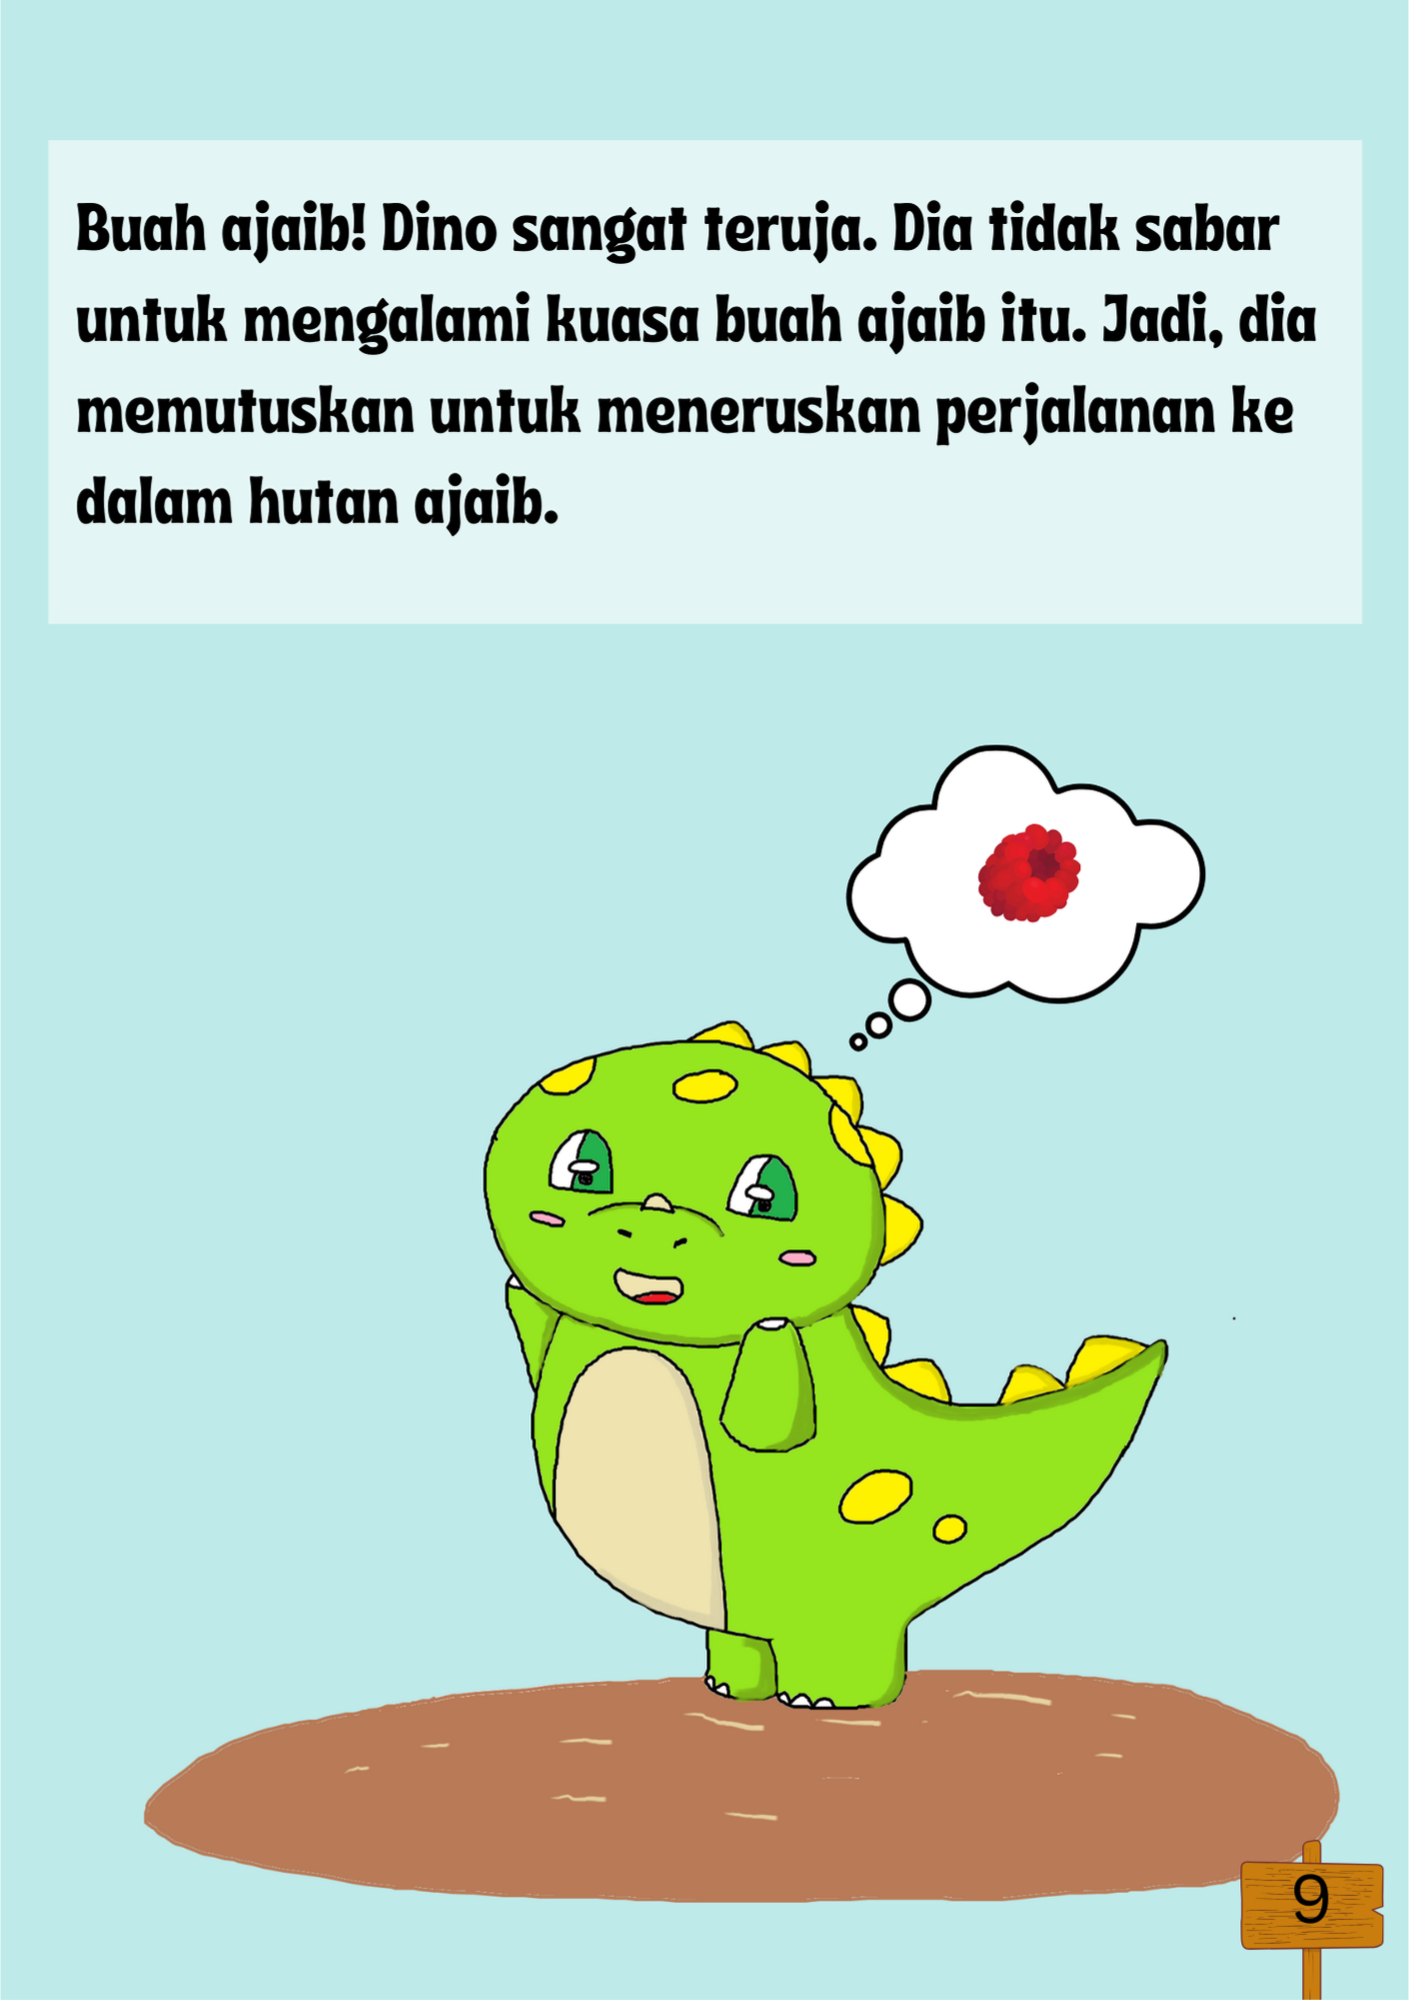 Buah ajaib! Dino sangat teruja. Dia tidak sabar
untuk mengalami kuasa buah ajaib itu. Jadi, dia
memutuskan untuk meneruskan perjalanan ke
dalam hutan ajaib.
9